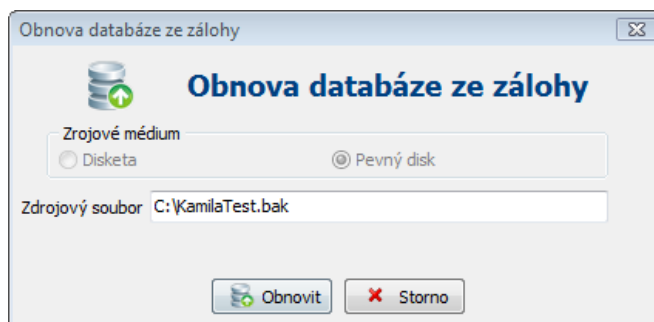 Obnova databáze ze zálohy
Obnova databáze ze zálohy
Zrojové médium
Disketa
Pevný disk
Zdrojový soubor C:\KamilaTest.bak
Obnovit
Storno